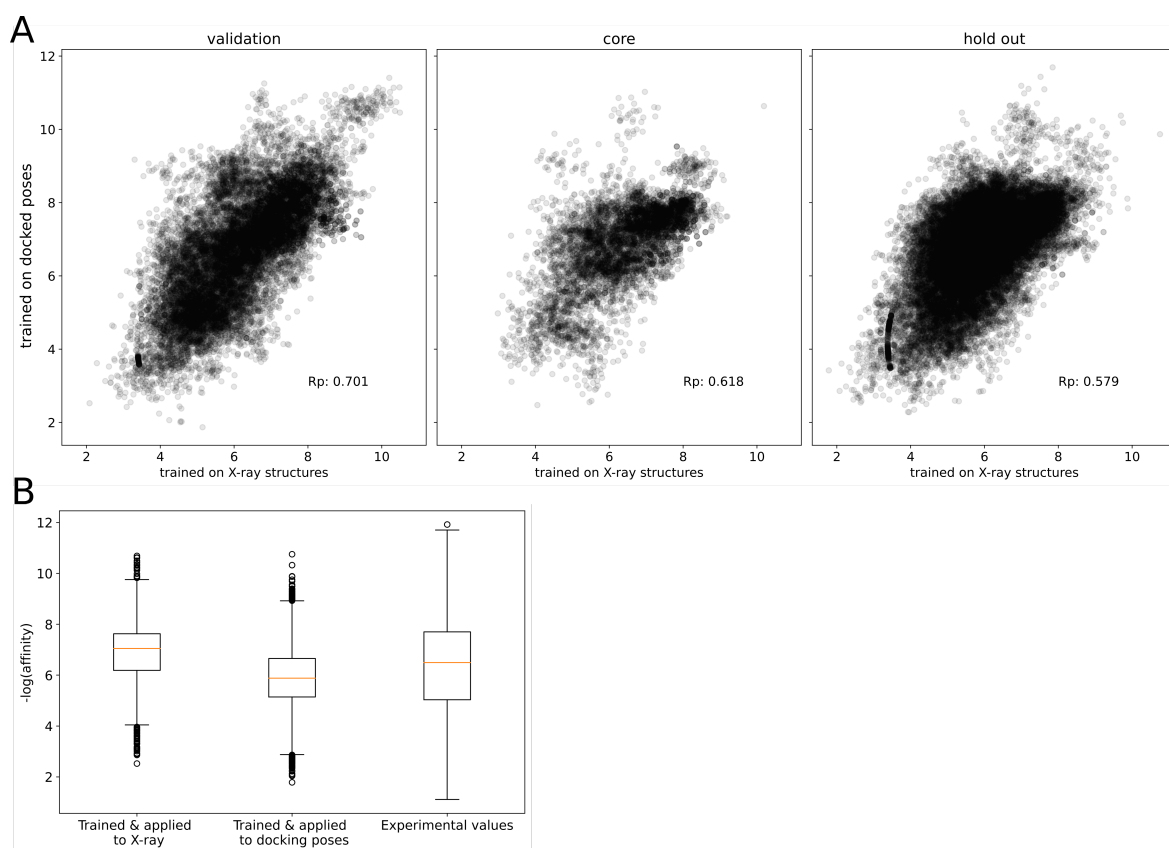 A
validation
core
hold out
trained on docked poses
12
10
8
6
4
2
Rp: 0.701
Rp: 0.618
Rp: 0.579
2 4 6 8 10
2 4 6 8 10
2 4 6 8 10
trained on X-ray structures
trained on X-ray structures
trained on X-ray structures
B
-log(affinity)
12
10
8
6
4
2
Trained & applied
to X-ray
Trained & applied
to docking poses
Experimental values